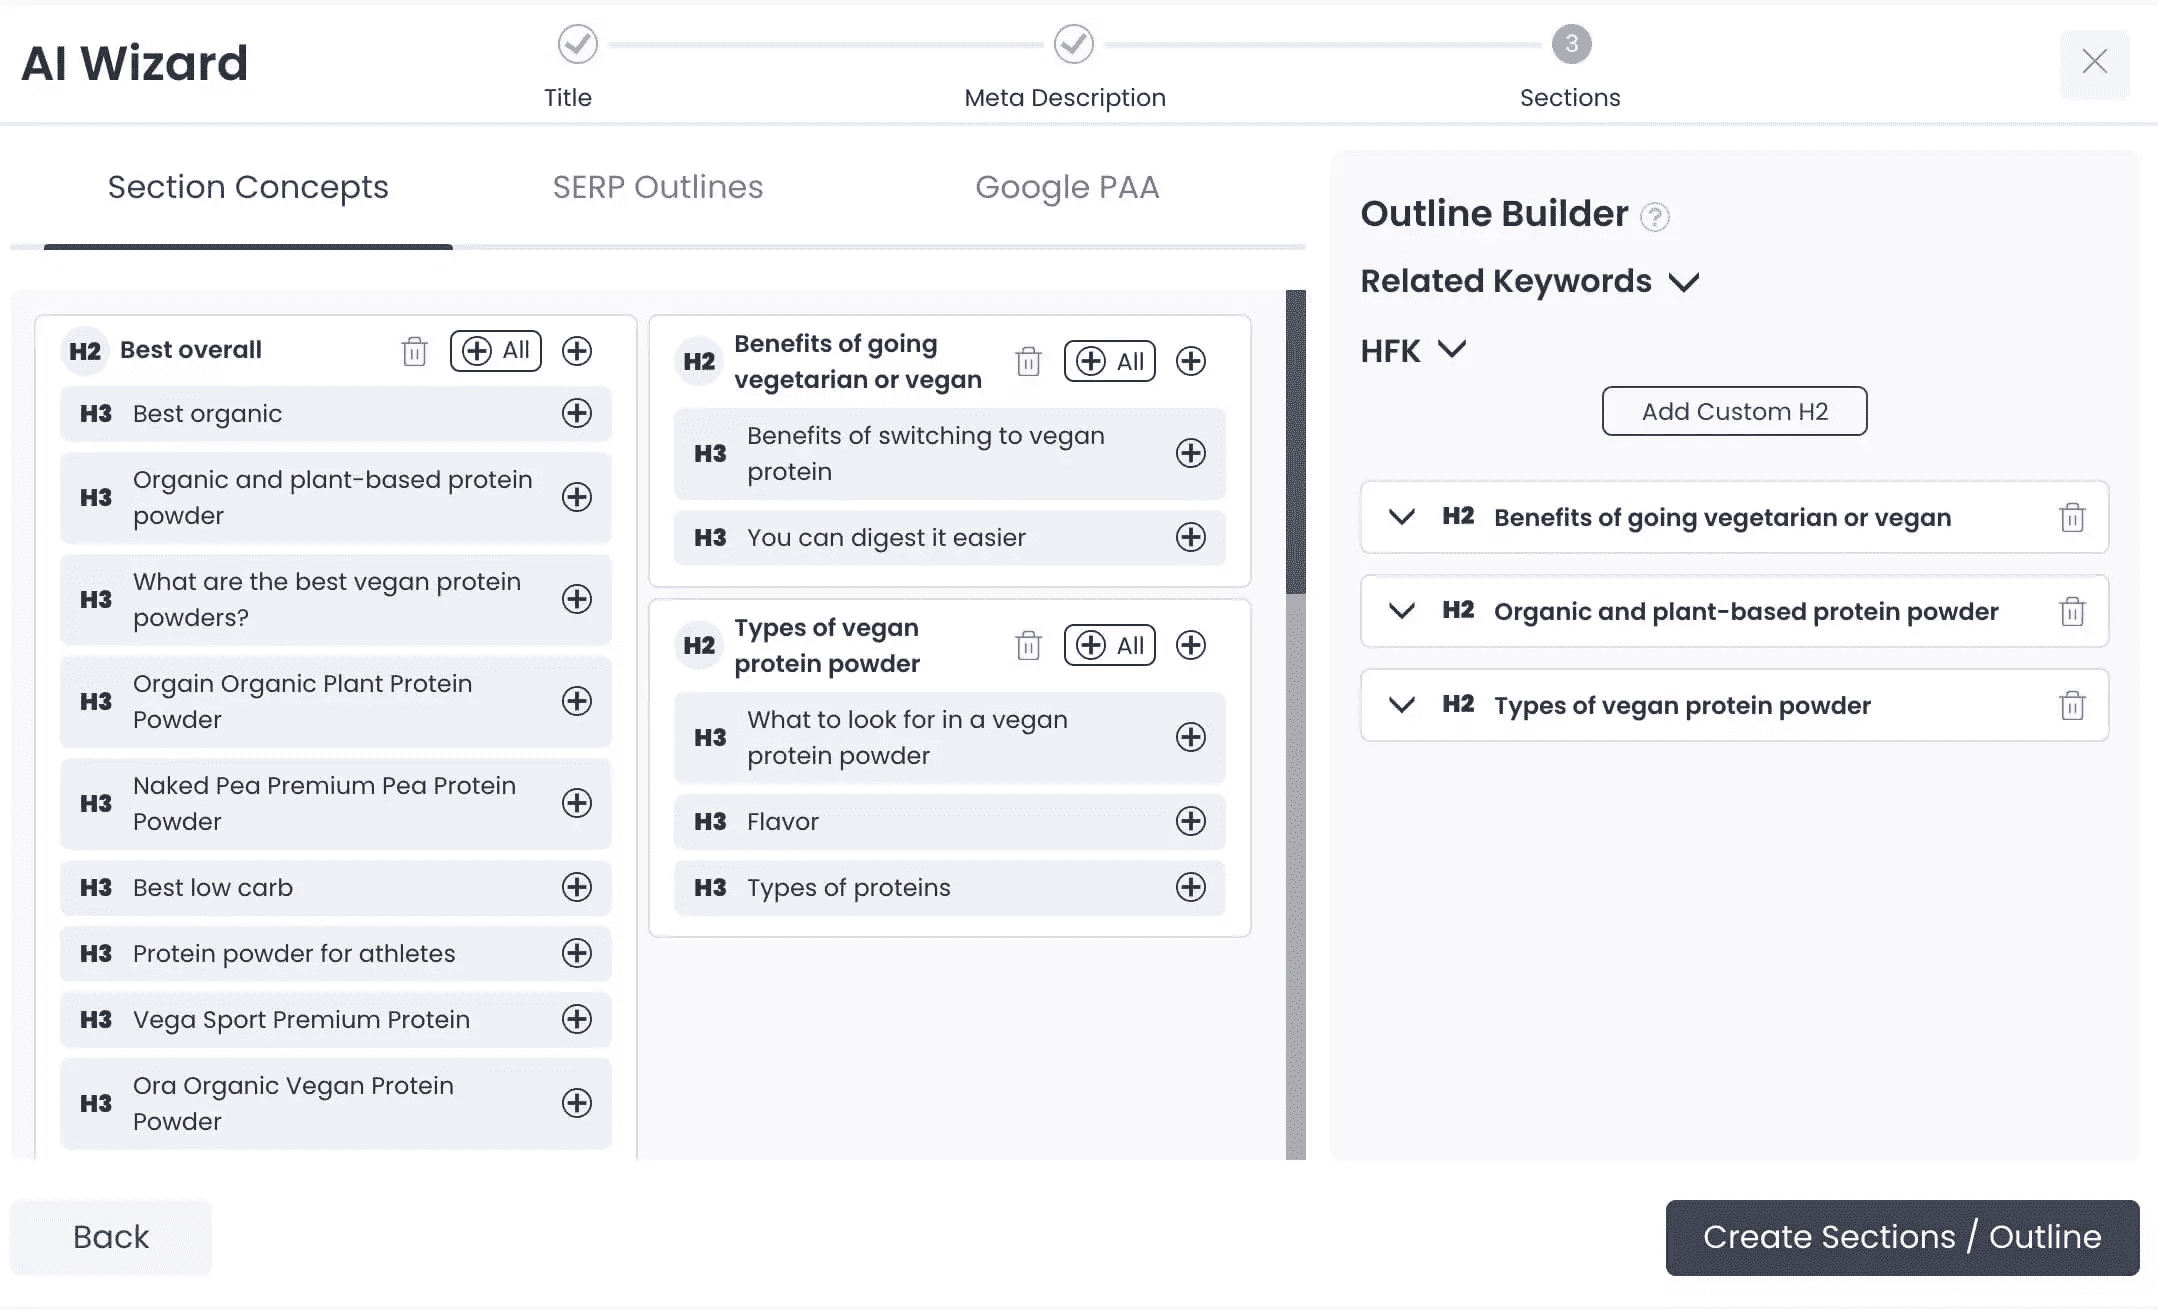 AI Wizard
Title
Meta Description
3
Sections
Section Concepts
SERP Outlines
Google PAA
H2 Best overall All
H3 Best organic
H3 Organic and plant-based protein
powder
H3 What are the best vegan protein
powders?
H3 Orgain Organic Plant Protein
Powder
H3 Naked Pea Premium Pea Protein
Powder
H3 Best low carb
H3 Protein powder for athletes
H3 Vega Sport Premium Protein
H3 Ora Organic Vegan Protein
Powder
H2 Benefits of going
vegetarian or vegan All
H3 Benefits of switching to vegan
protein
H3 You can digest it easier
H2 Types of vegan
protein powder All
H3 What to look for in a vegan
protein powder
H3 Flavor
H3 Types of proteins
Outline Builder ?
Related Keywords
HFK
Add Custom H2
H2 Benefits of going vegetarian or vegan
H2 Organic and plant-based protein powder
H2 Types of vegan protein powder
Back
Create Sections / Outline